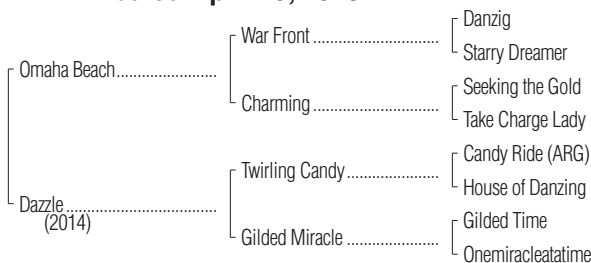 Danzig
War Front
Starry Dreamer
Omaha Beach
Seeking the Gold
Charming
Take Charge Lady
Candy Ride (ARG)
Twirling Candy
House of Danzing
Dazzle
(2014)
Gilded Time
Gilded Miracle
Onemiracleatatime